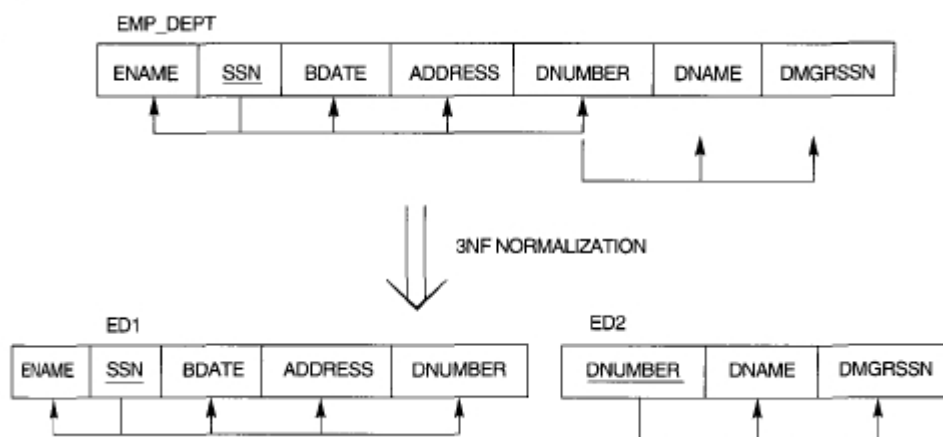 EMP_DEPT
ENAME SSN BDATE ADDRESS DNUMBER DNAME DMGRSSN
3NF NORMALIZATION
ED1 ED2
ENAME SSN BDATE ADDRESS DNUMBER DNUMBER DNAME DMGRSSN